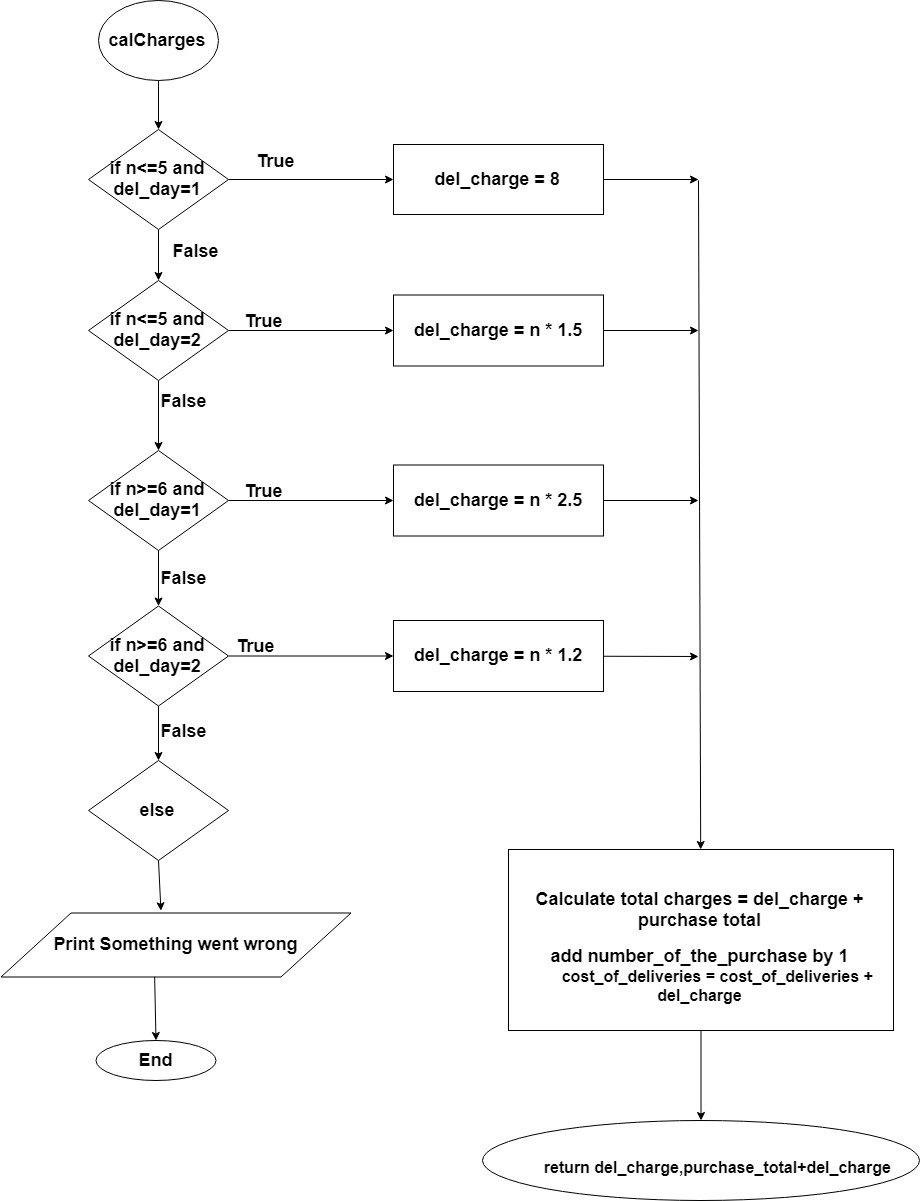 calCharges
if n<=5 and
del_day=1
True
del_charge = 8
False
if n<=5 and
del_day=2
True
del_charge = n * 1.5
False
if n>=6 and
del_day=1
True
del_charge = n * 2.5
False
if n>=6 and
del_day=2
True
del_charge = n * 1.2
False
else
Print Something went wrong
End
Calculate total charges = del_charge +
purchase total
add number_of_the_purchase by 1
cost_of_deliveries = cost_of_deliveries +
del_charge
return del_charge,purchase_total+del_charge